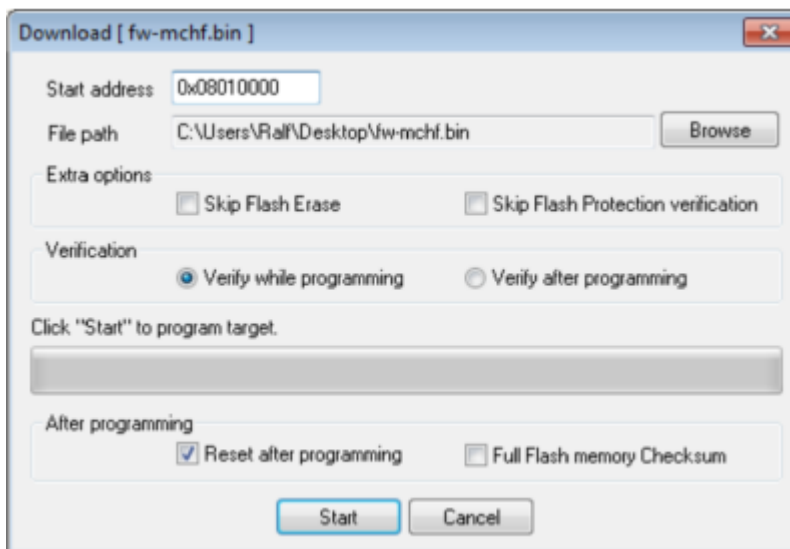 Download [ fw-mchf.bin ]
Start address 0x08010000
File path C:\Users\Ralf\Desktop\fw-mchf.bin Browse
Extra options
Skip Flash Erase Skip Flash Protection verification
Verification
Verify while programming Verify after programming
Click "Start" to program target.
After programming
Reset after programming Full Flash memory Checksum
Start Cancel